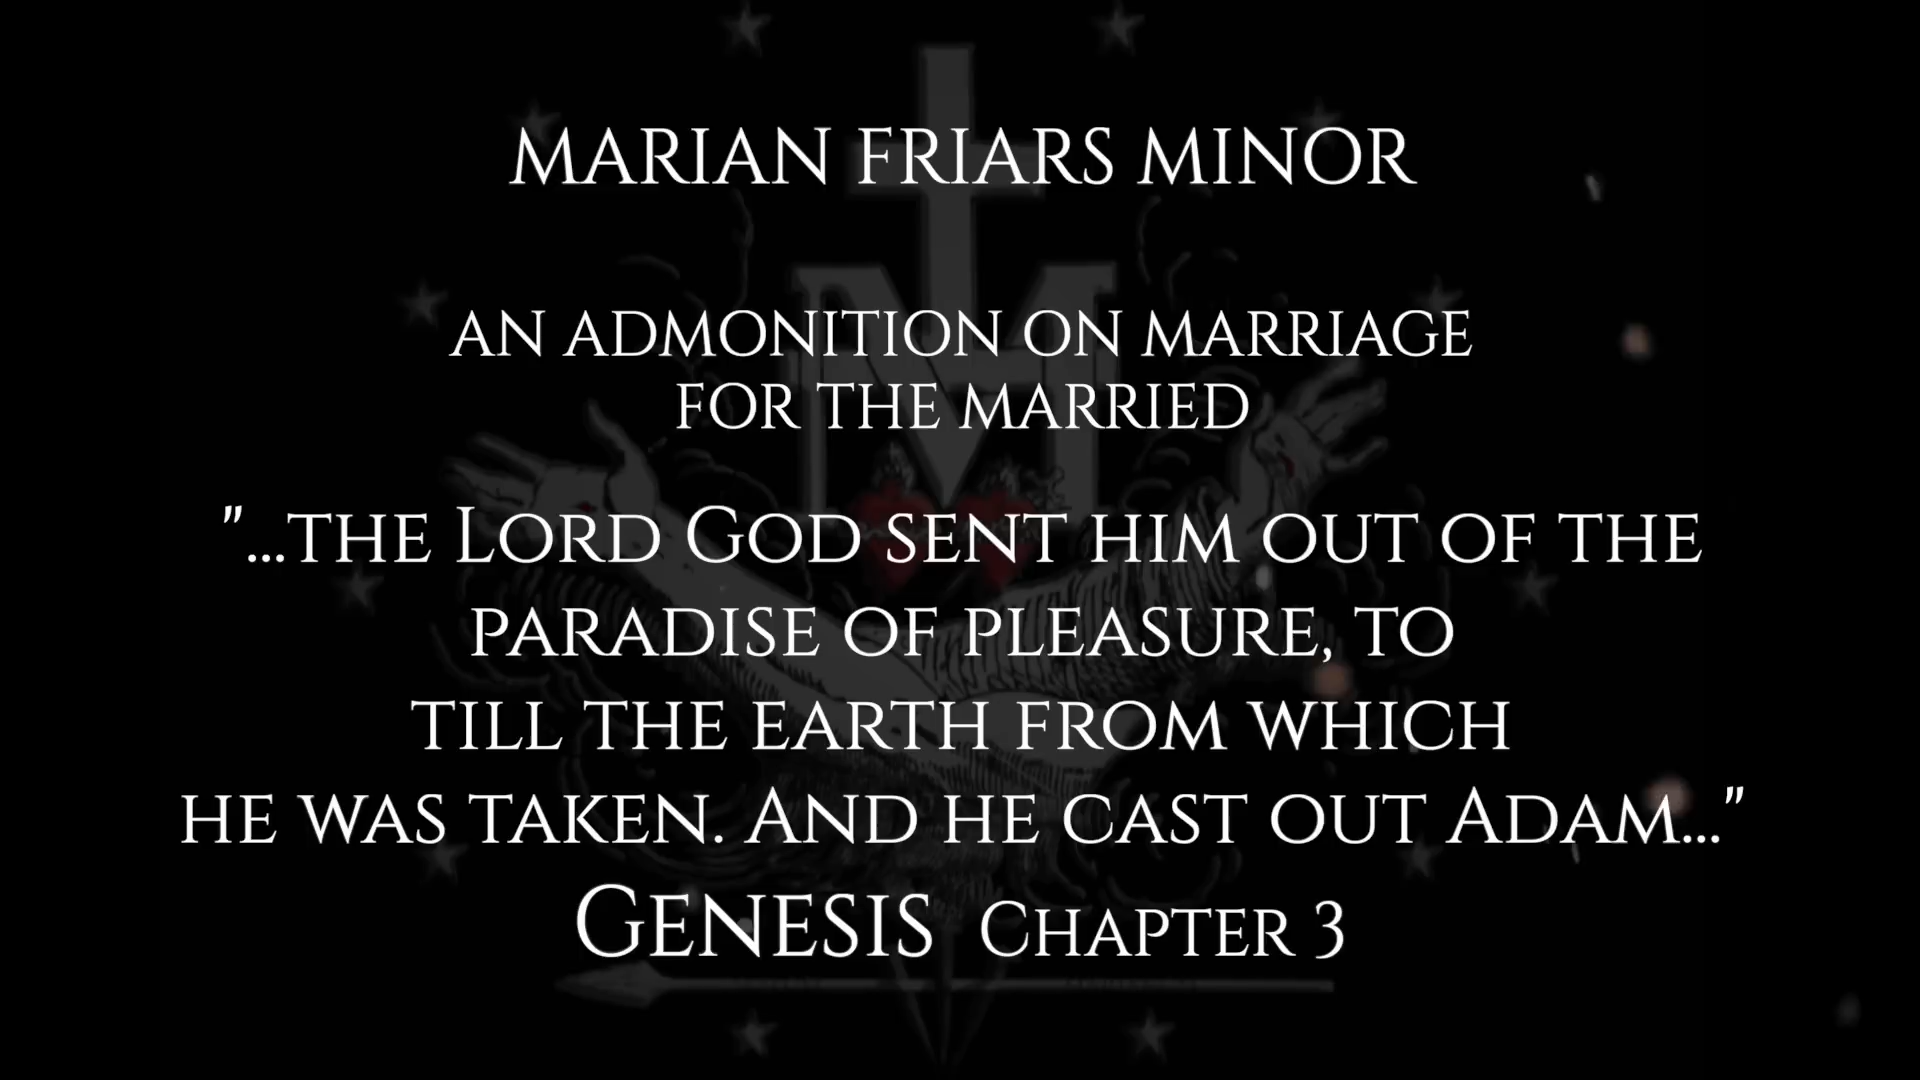 MARIAN FRIARS MINOR
AN ADMONITION ON MARRIAGE
FOR THE MARRIED
"...THE LORD GOD SENT HIM OUT OF THE
PARADISE OF PLEASURE, TO
TILL THE EARTH FROM WHICH
HE WAS TAKEN. AND HE CAST OUT ADAM..."
GENESIS CHAPTER 3